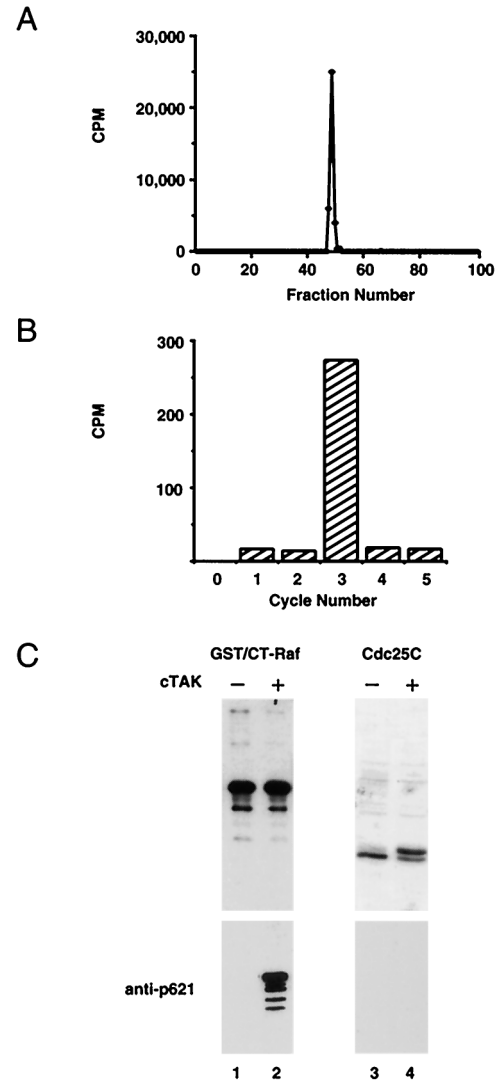 A
30,000
20,000
10,000
0
CPM
0 20 40 60 80 100
Fraction Number
B
300
200
100
CPM
0 1 2 3 4 5
Cycle Number
C
GST/CT-Raf Cdc25C
cTAK − + − +
anti-p621
1 2 3 4